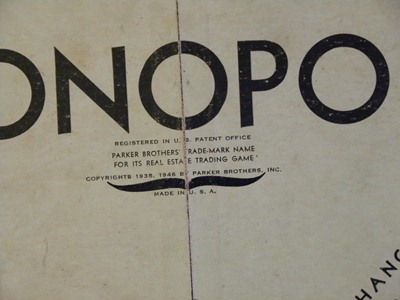 ONOPO
REGISTERED IN U. S. PATENT OFFICE
PARKER BROTHERS' TRADE-MARK NAME
FOR ITS REAL ESTATE TRADING GAME'
COPYRIGHTS 1935, 1946 BY PARKER BROTHERS, INC.
MADE IN U. S. A.
HANC